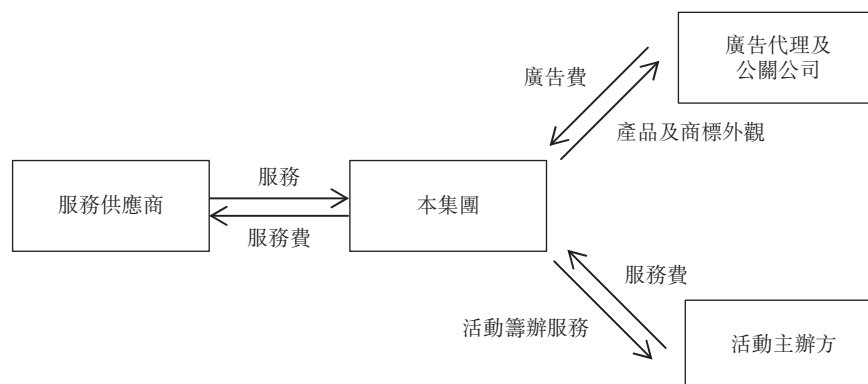 廣告代理及
公關公司
廣告費
產品及商標外觀
服務
服務供應商
本集團
服務費
服務費
活動籌辦服務
活動主辦方